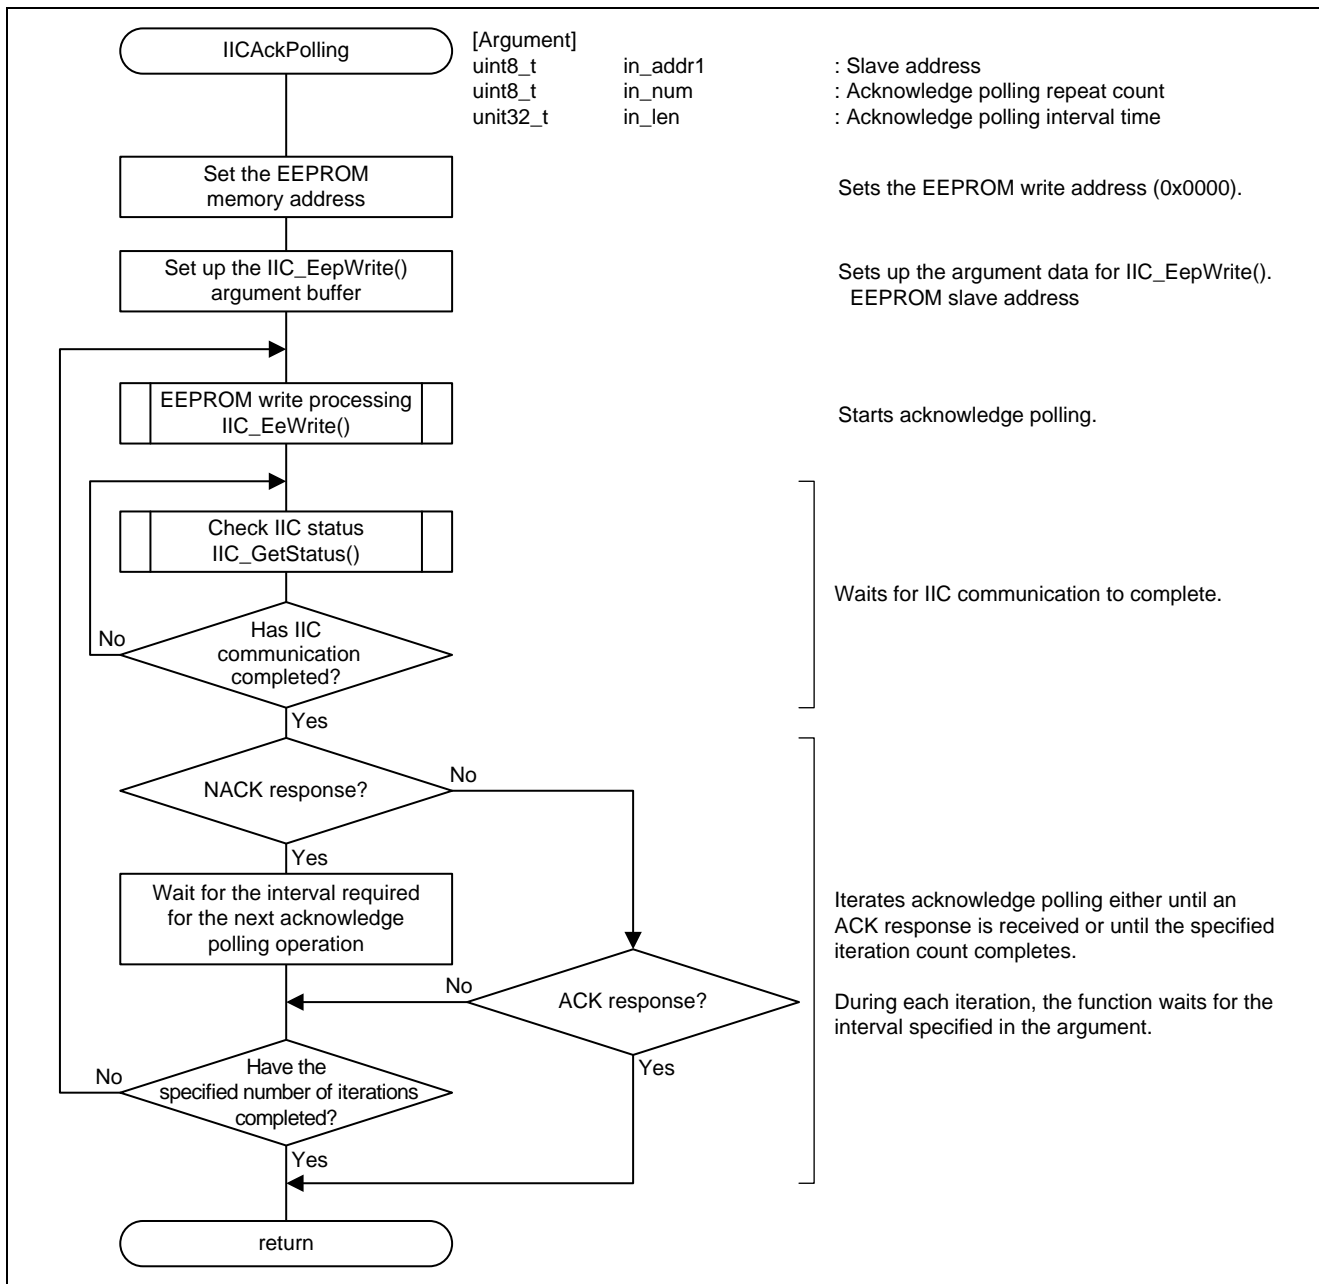 IICAckPolling
[Argument]
uint8_t in_addr1 : Slave address
uint8_t in_num : Acknowledge polling repeat count
unit32_t in_len : Acknowledge polling interval time
Set the EEPROM
memory address
Sets the EEPROM write address (0x0000).
Set up the IIC_EepWrite()
argument buffer
Sets up the argument data for IIC_EepWrite().
EEPROM slave address
EEPROM write processing
IIC_EeWrite()
Starts acknowledge polling.
Check IIC status
IIC_GetStatus()
Waits for IIC communication to complete.
No
Has IIC
communication
completed?
Yes
NACK response?
No
Yes
Wait for the interval required
for the next acknowledge
polling operation
Iterates acknowledge polling either until an
ACK response is received or until the specified
iteration count completes.
During each iteration, the function waits for the
interval specified in the argument.
No
ACK response?
Yes
No
Have the
specified number of iterations
completed?
Yes
return